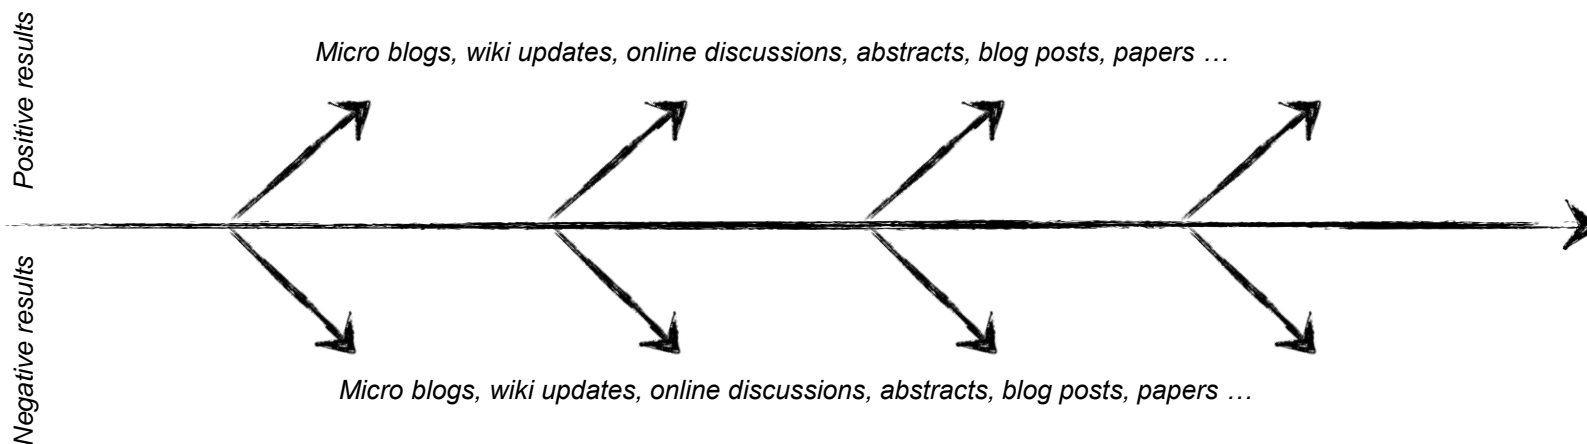 Positive results
Micro blogs, wiki updates, online discussions, abstracts, blog posts, papers …
Negative results
Micro blogs, wiki updates, online discussions, abstracts, blog posts, papers …